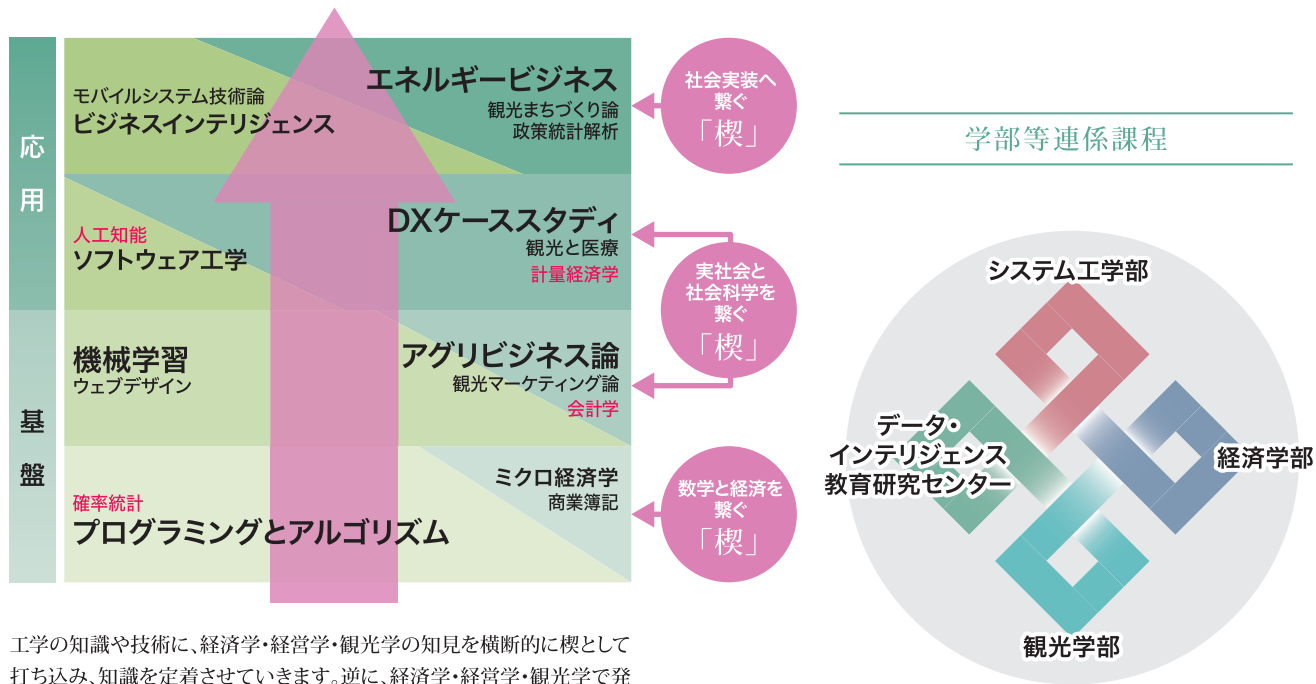 応用
モバイルシステム技術論
ビジネスインテリジェンス
エネルギービジネス
観光まちづくり論
政策統計解析
社会実装へ
繋ぐ
「楔」
人工知能
ソフトウェア工学
DXケーススタディ
観光と医療
計量経済学
実社会と
社会科学を
繋ぐ
「楔」
基盤
機械学習
ウェブデザイン
アグリビジネス論
観光マーケティング論
会計学
確率統計
プログラミングとアルゴリズム
ミクロ経済学
商業簿記
数学と経済を
繋ぐ
「楔」
工学の知識や技術に、経済学・経営学・観光学の知見を横断的に楔として
打ち込み、知識を定着させていきます。逆に、経済学・経営学・観光学で発
学部等連係課程
システム工学部
データ・
インテリジェンス
教育研究センター
経済学部
観光学部